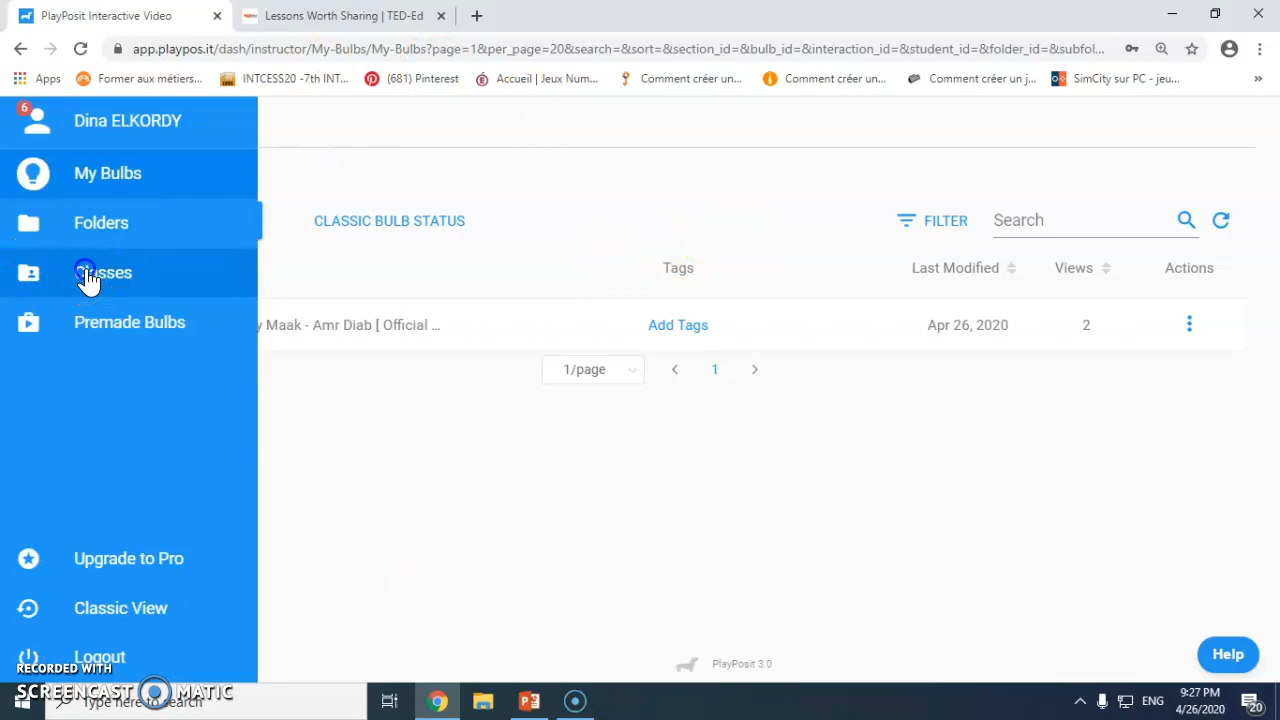 PlayPosit Interactive Video
Lessons Worth Sharing | TED-Ed
app.playpos.it/dash/instructor/My-Bulbs/My-Bulbs?page=1&per_page=20&search=&sort=&section_id=&bulb_id=&interaction_id=&student_id=&folder_id=&subfol...
Apps
Former aux métiers...
INTCESS20 -7th INT...
(681) Pinterest
Accueil | Jeux Num...
Comment créer un...
Comment créer un...
Comment créer un j...
SimCity sur PC - jeu...
»
6
Dina ELKORDY
My Bulbs
Folders
Classes
Premade Bulbs
Upgrade to Pro
Classic View
Logout
CLASSIC BULB STATUS
FILTER
Search
Tags
Last Modified
Views
Actions
y Maak - Amr Diab [ Official ...
Add Tags
Apr 26, 2020
2
1/page
1
PlayPosit 3.0
Help
RECORDED WITH
SCREENCAST MATIC
Type here to search
ENG
9:27 PM
4/26/2020
20